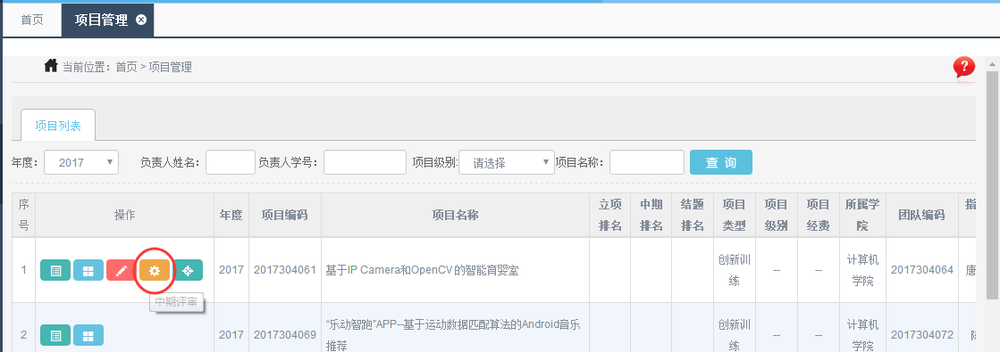 首页 项目管理
当前位置：首页 > 项目管理
?
项目列表
年度： 2017 负责人姓名： 负责人学号： 项目级别: 请选择 项目名称： 查 询
序号 操作 年度 项目编码 项目名称 立项排名 中期排名 结题排名 项目类型 项目级别 项目经费 所属学院 团队编码 指
1 2017 2017304061 基于IP Camera和OpenCV的智能育婴室 创新训练 -- -- 计算机学院 2017304064 唐
中期评审
2 2017 2017304069 “乐动智跑”APP--基于运动数据匹配算法的Android音乐
推荐 创新训练 -- -- 计算机学院 2017304072